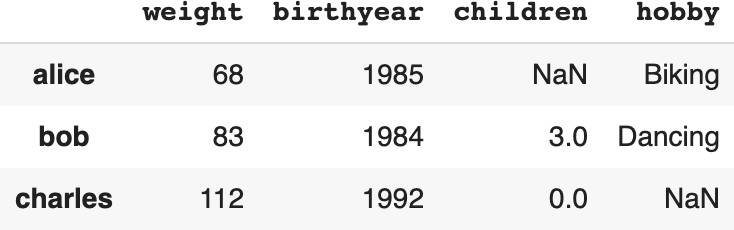 weight birthyear children hobby
alice 68 1985 NaN Biking
bob 83 1984 3.0 Dancing
charles 112 1992 0.0 NaN